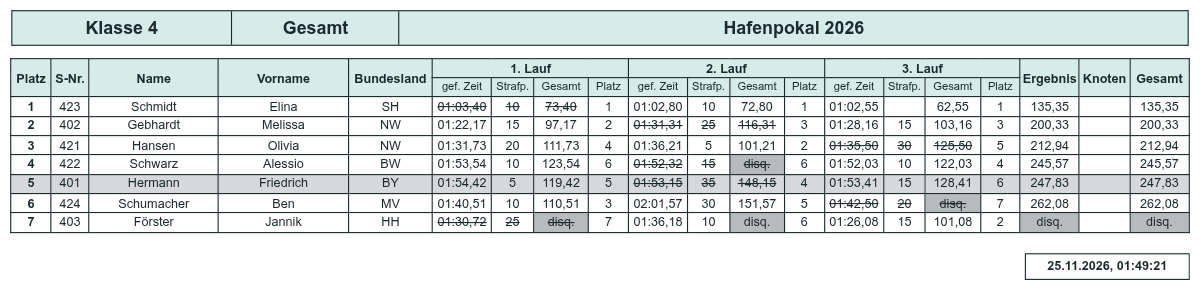 Klasse 4 Gesamt Hafenpokal 2026
Platz S-Nr. Name Vorname Bundesland 1. Lauf 2. Lauf 3. Lauf Ergebnis Knoten Gesamt
gef. Zeit Strafp. Gesamt Platz gef. Zeit Strafp. Gesamt Platz gef. Zeit Strafp. Gesamt Platz
1 423 Schmidt Elina SH 01:03,40 10 73,40 1 01:02,80 10 72,80 1 01:02,55 62,55 1 135,35 135,35
2 402 Gebhardt Melissa NW 01:22,17 15 97,17 2 01:31,31 25 116,31 3 01:28,16 15 103,16 3 200,33 200,33
3 421 Hansen Olivia NW 01:31,73 20 111,73 4 01:36,21 5 101,21 2 01:35,50 30 125,50 5 212,94 212,94
4 422 Schwarz Alessio BW 01:53,54 10 123,54 6 01:52,32 15 disq. 6 01:52,03 10 122,03 4 245,57 245,57
5 401 Hermann Friedrich BY 01:54,42 5 119,42 5 01:53,15 35 148,15 4 01:53,41 15 128,41 6 247,83 247,83
6 424 Schumacher Ben MV 01:40,51 10 110,51 3 02:01,57 30 151,57 5 01:42,50 20 disq. 7 262,08 262,08
7 403 Förster Jannik HH 01:30,72 25 disq. 7 01:36,18 10 disq. 6 01:26,08 15 101,08 2 disq. disq.
25.11.2026, 01:49:21